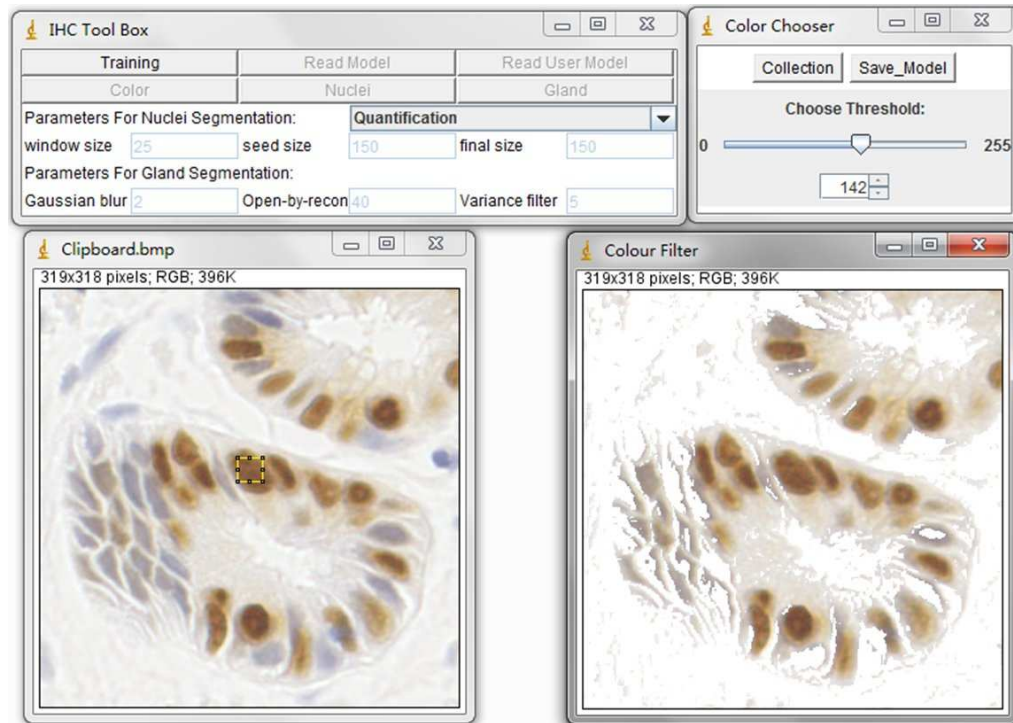 IHC Tool Box
Training Read Model Read User Model
Color Nuclei Gland
Parameters For Nuclei Segmentation: Quantification
window size 25 seed size 150 final size 150
Parameters For Gland Segmentation:
Gaussian blur 2 Open-by-recon 40 Variance filter 5
Color Chooser
Collection Save_Model
Choose Threshold:
0 255
142
Clipboard.bmp
319x318 pixels; RGB; 396K
Colour Filter
319x318 pixels; RGB; 396K